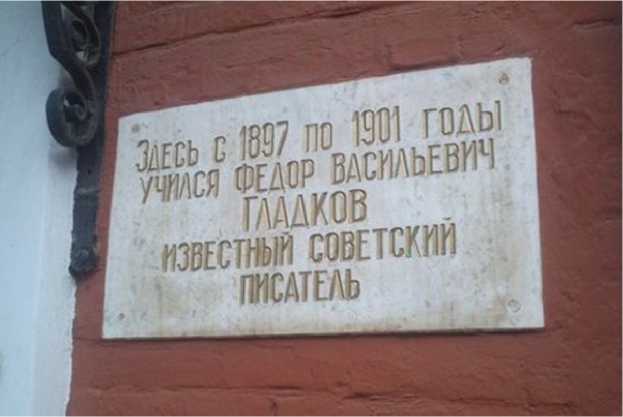 ЗДЕСЬ С 1897 ПО 1901 ГОДЫ
УЧИЛСЯ ФЕДОР ВАСИЛЬЕВИЧ
ГЛАДКОВ
ИЗВЕСТНЫЙ СОВЕТСКИЙ
ПИСАТЕЛЬ